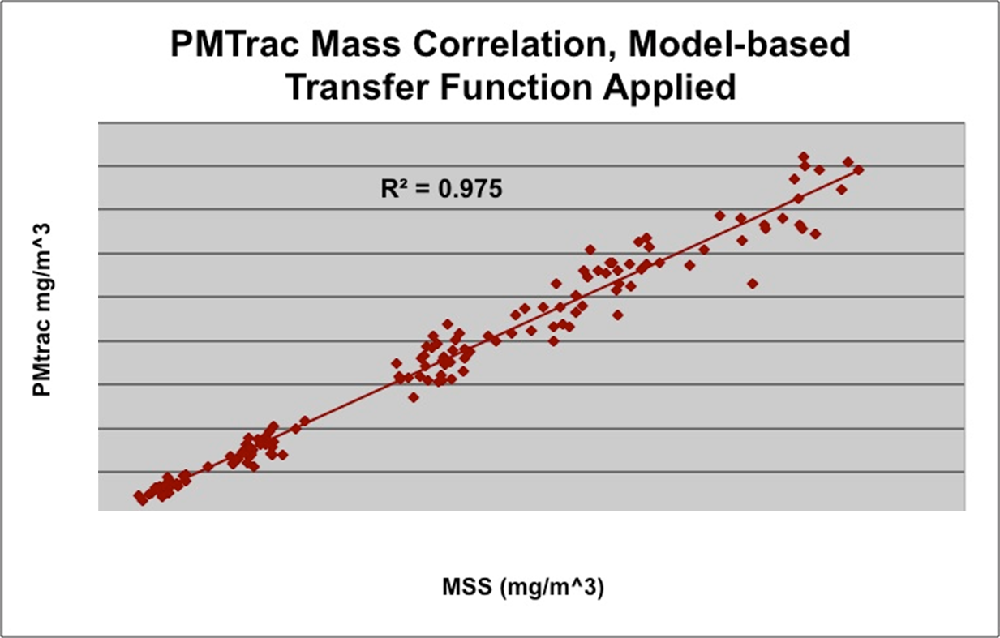 PMTrac Mass Correlation, Model-based
Transfer Function Applied
R² = 0.975
PMtrac mg/m^3
MSS (mg/m^3)